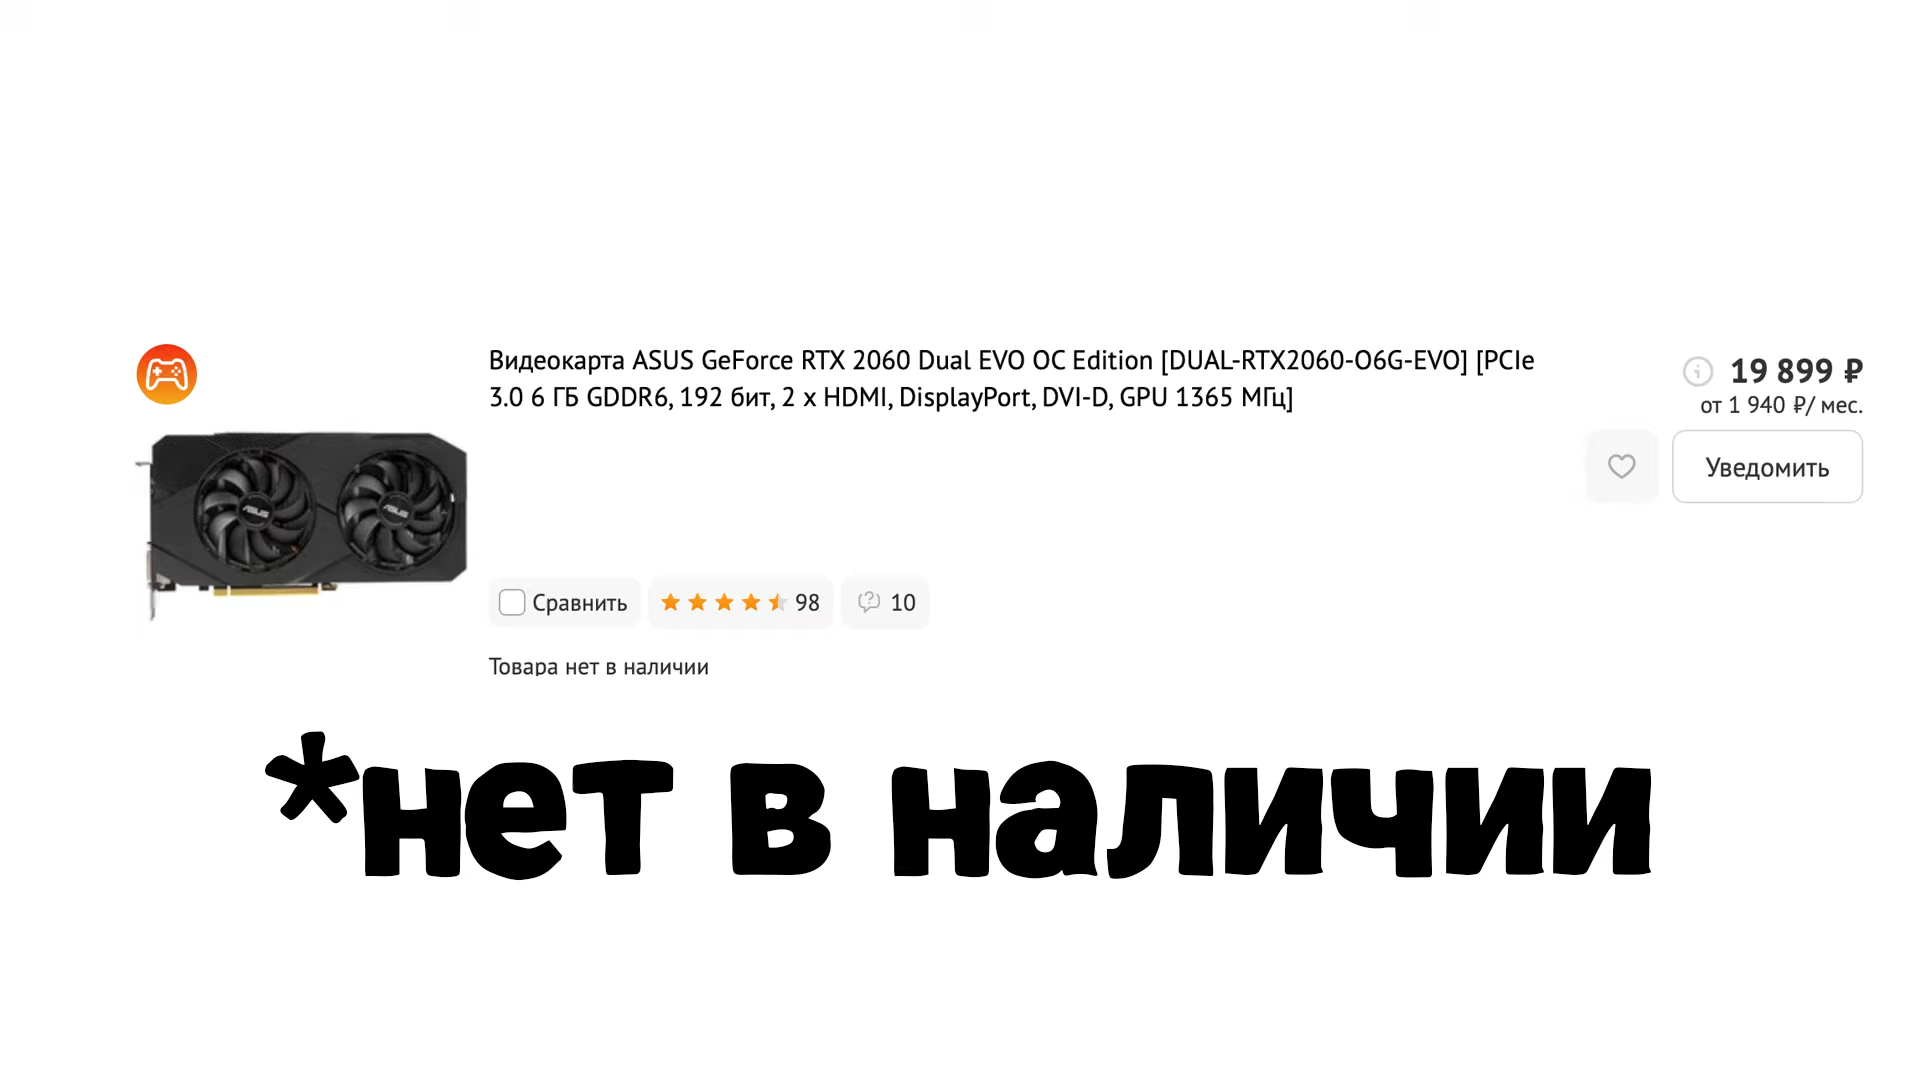 Видеокарта ASUS GeForce RTX 2060 Dual EVO OC Edition [DUAL-RTX2060-O6G-EVO] [PCIe
3.0 6 ГБ GDDR6, 192 бит, 2 x HDMI, DisplayPort, DVI-D, GPU 1365 МГц]
19 899 ₽
от 1 940 ₽/ мес.
Уведомить
ASUS ASUS
Сравнить 98 10
Товара нет в наличии
*нет в наличии